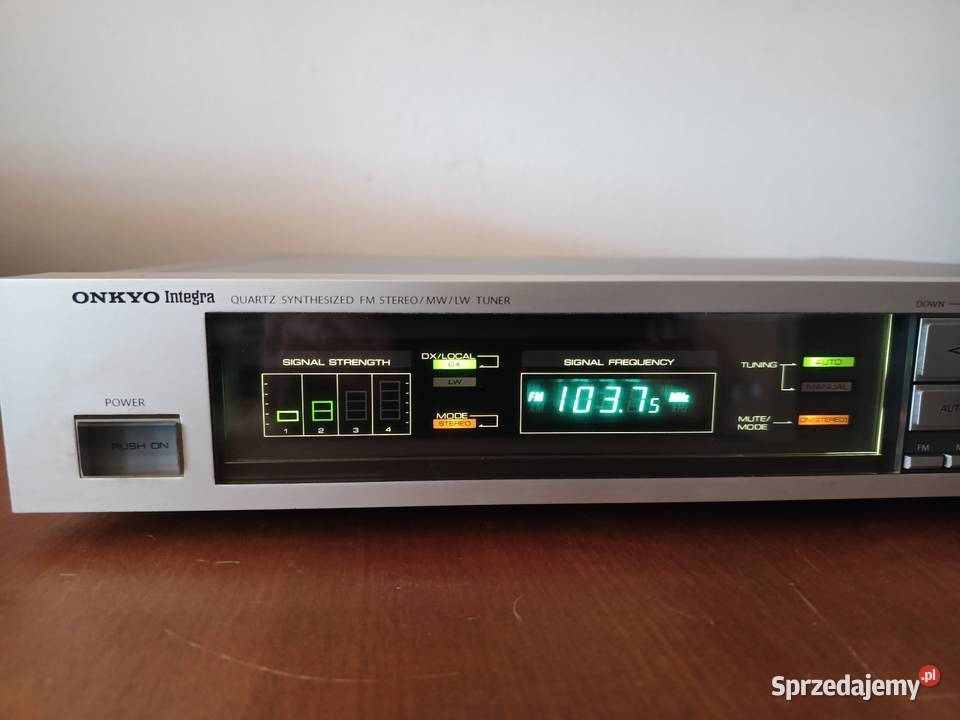 ONKYO Integra QUARTZ SYNTHESIZED FM STEREO/MW/LW TUNER
DOWN
POWER
PUSH ON
SIGNAL STRENGTH
1 2 3 4
DX/LOCAL
DX
LW
MODE
STEREO
SIGNAL FREQUENCY
FM 103.75 MHz
TUNING
AUTO
MANUAL
MUTE/
MODE
ON(STEREO)
AUT
FM M
Sprzedajemy.pl